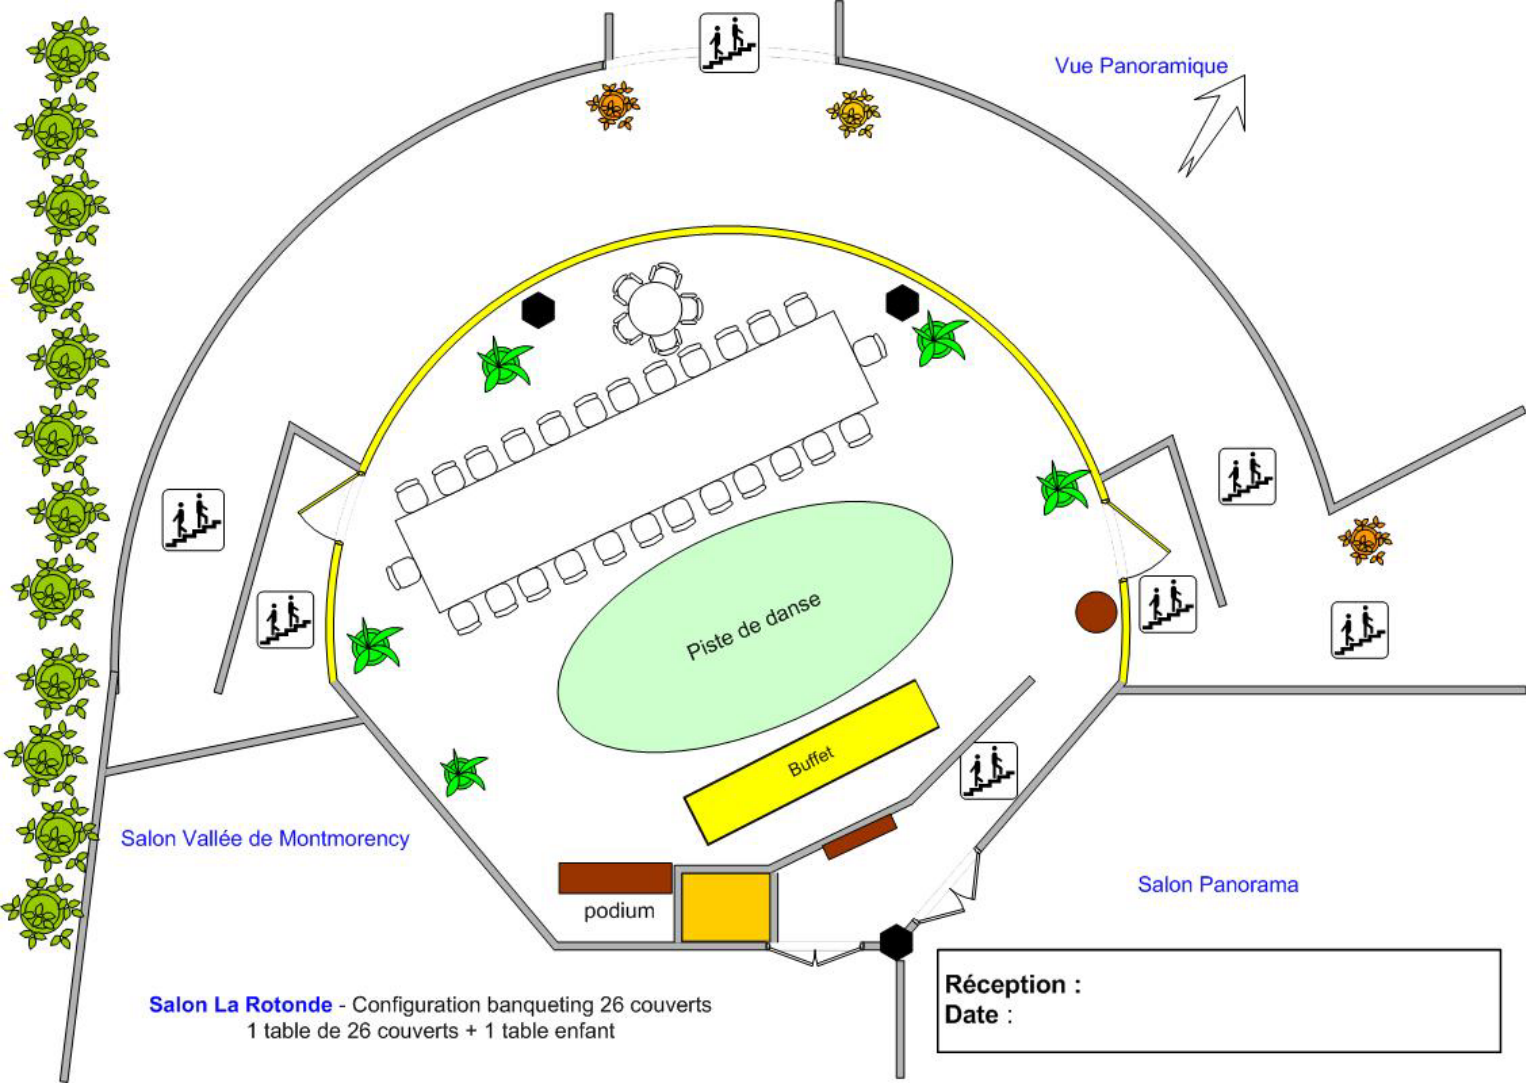 Vue Panoramique
Piste de danse
Buffet
Salon Vallée de Montmorency
podium
Salon Panorama
Salon La Rotonde - Configuration banqueting 26 couverts
1 table de 26 couverts + 1 table enfant
Réception :
Date :